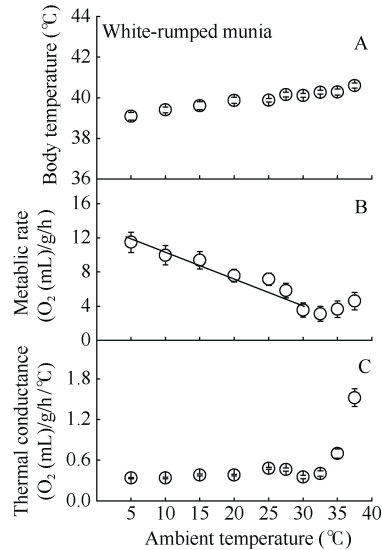 White-rumped munia
A
Body temperature (℃)
44
42
40
38
36
B
Metablic rate
(O₂ (mL)/g/h)
16
12
8
4
0
C
Thermal conductance
(O₂ (mL)/g/h/℃)
1.8
1.2
0.6
0.0
5 10 15 20 25 30 35 40
Ambient temperature (℃)